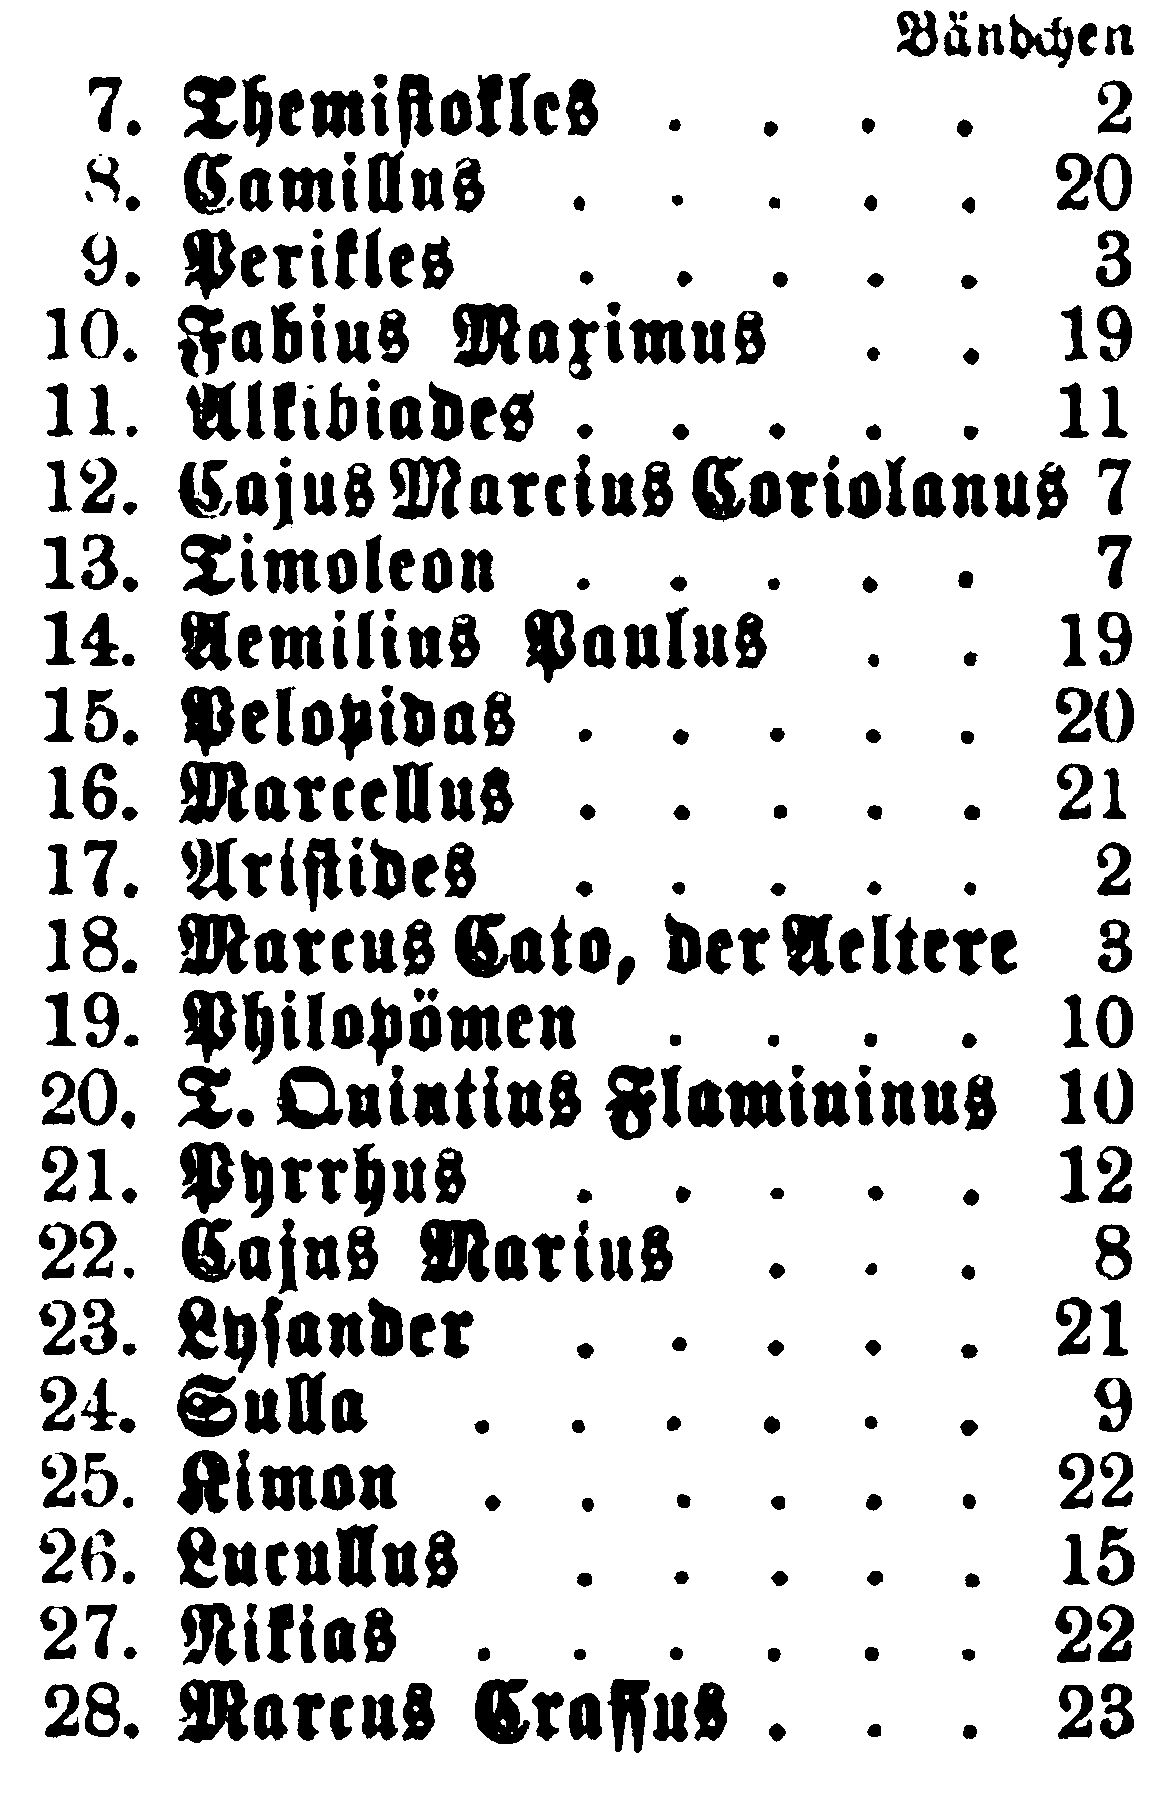 Bändchen
7. Themistokles . . . . 2
8. Camillus . . . . . 20
9. Perikles . . . . . 3
10. Fabius Maximus . . 19
11. Alkibiades . . . . . 11
12. Cajus Marcius Coriolanus 7
13. Timoleon . . . . . 7
14. Aemilius Paulus . . 19
15. Pelopidas . . . . . 20
16. Marcellus . . . . . 21
17. Aristides . . . . . 2
18. Marcus Cato, der Aeltere 3
19. Philopömen . . . . 10
20. T. Quintius Flamininus 10
21. Pyrrhus . . . . . 12
22. Cajus Marius . . . 8
23. Lysander . . . . . 21
24. Sulla . . . . . . 9
25. Kimon . . . . . . 22
26. Lucullus . . . . . 15
27. Nikias . . . . . . 22
28. Marcus Crassus . . . 23